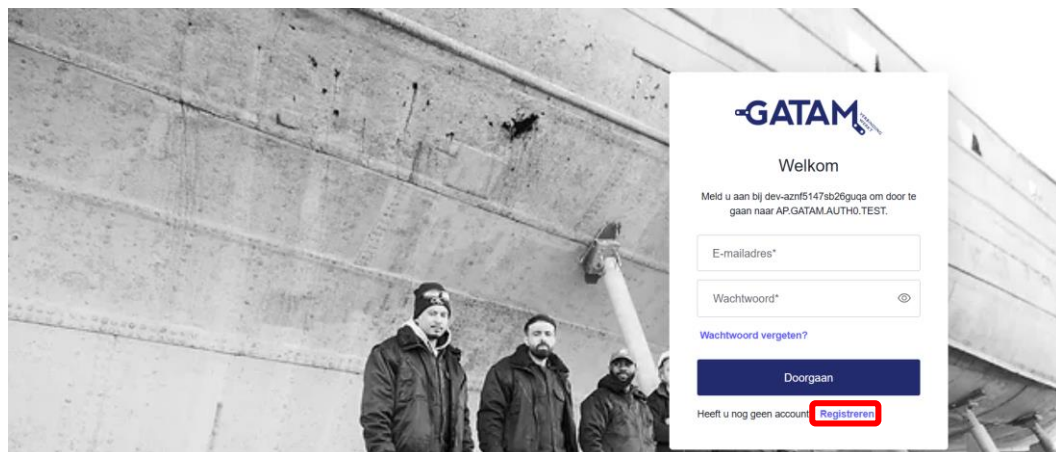 GATAM
Welkom
Meld u aan bij dev-aznf5147sb26guqa om door te
gaan naar AP.GATAM.AUTH0.TEST.
E-mailadres*
Wachtwoord*
Wachtwoord vergeten?
Doorgaan
Heeft u nog geen account Registreren